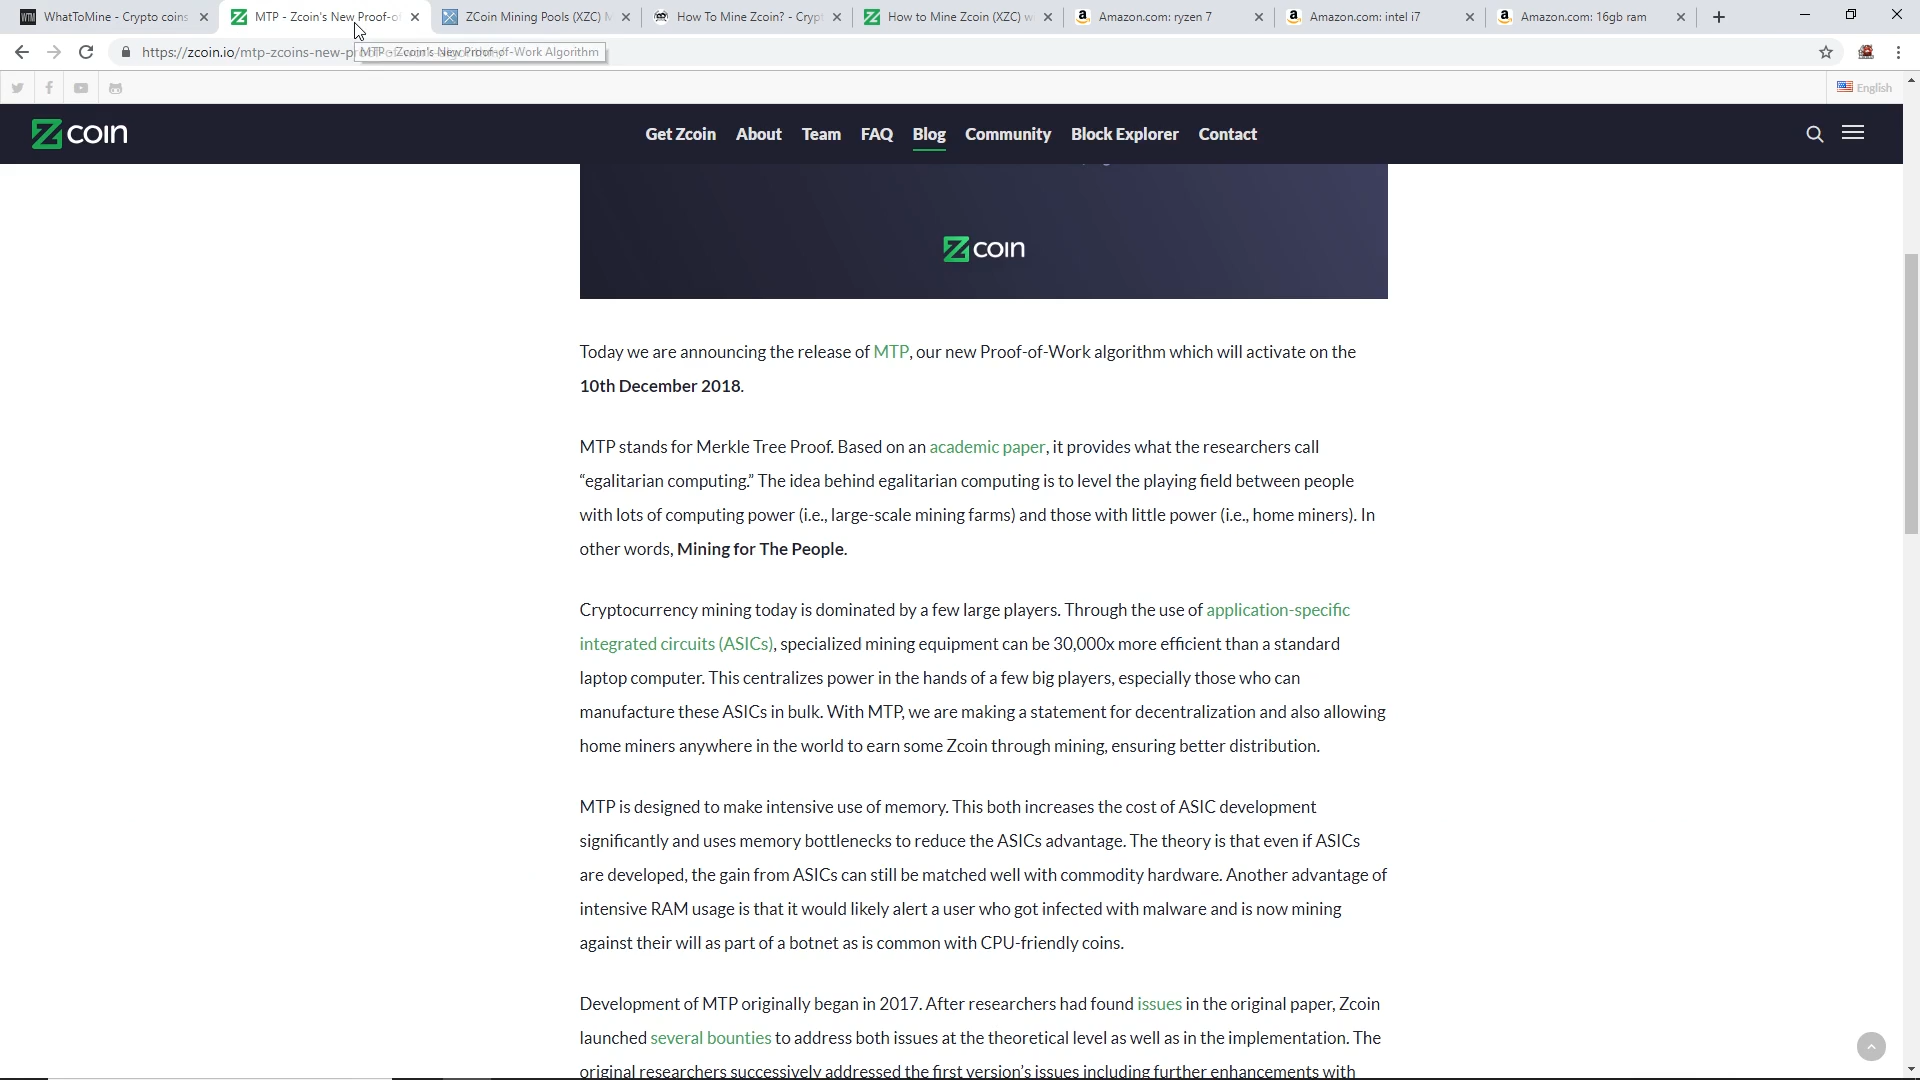 WTM WhatToMine - Crypto coins
MTP - Zcoin's New Proof-o
ZCoin Mining Pools (XZC)
How To Mine Zcoin? - Cryp
How to Mine Zcoin (XZC) w
Amazon.com: ryzen 7
Amazon.com: intel i7
Amazon.com: 16gb ram
https://zcoin.io/mtp-zcoins-new-p
MTP - Zcoin's New Proof-of-Work Algorithm
English
Zcoin
Get Zcoin About Team FAQ Blog Community Block Explorer Contact
Zcoin
Today we are announcing the release of MTP, our new Proof-of-Work algorithm which will activate on the
10th December 2018.
MTP stands for Merkle Tree Proof. Based on an academic paper, it provides what the researchers call
“egalitarian computing.” The idea behind egalitarian computing is to level the playing field between people
with lots of computing power (i.e., large-scale mining farms) and those with little power (i.e., home miners). In
other words, Mining for The People.
Cryptocurrency mining today is dominated by a few large players. Through the use of application-specific
integrated circuits (ASICs), specialized mining equipment can be 30,000x more efficient than a standard
laptop computer. This centralizes power in the hands of a few big players, especially those who can
manufacture these ASICs in bulk. With MTP, we are making a statement for decentralization and also allowing
home miners anywhere in the world to earn some Zcoin through mining, ensuring better distribution.
MTP is designed to make intensive use of memory. This both increases the cost of ASIC development
significantly and uses memory bottlenecks to reduce the ASICs advantage. The theory is that even if ASICs
are developed, the gain from ASICs can still be matched well with commodity hardware. Another advantage of
intensive RAM usage is that it would likely alert a user who got infected with malware and is now mining
against their will as part of a botnet as is common with CPU-friendly coins.
Development of MTP originally began in 2017. After researchers had found issues in the original paper, Zcoin
launched several bounties to address both issues at the theoretical level as well as in the implementation. The
original researchers successively addressed the first version's issues including further enhancements with